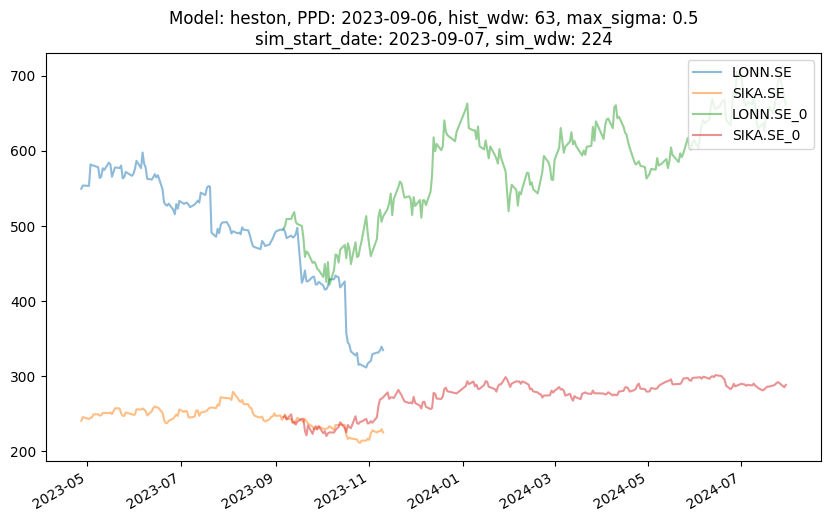 Model: heston, PPD: 2023-09-06, hist_wdw: 63, max_sigma: 0.5
sim_start_date: 2023-09-07, sim_wdw: 224
LONN.SE
SIKA.SE
LONN.SE_0
SIKA.SE_0
700
600
500
400
300
200
2023-05
2023-07
2023-09
2023-11
2024-01
2024-03
2024-05
2024-07